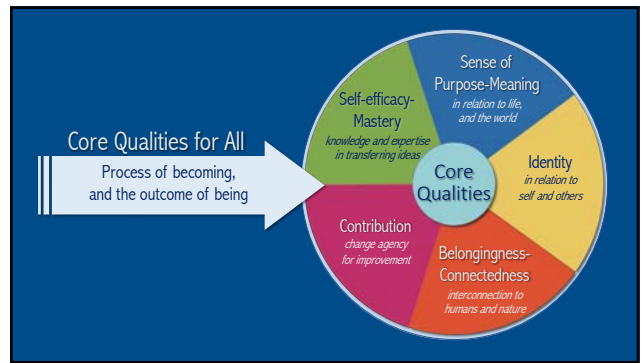 Core Qualities for All
Process of becoming,
and the outcome of being
Sense of
Purpose-Meaning
in relation to life,
and the world
Identity
in relation to
self and others
Belongingness-
Connectedness
interconnection to
humans and nature
Contribution
change agency
for improvement
Self-efficacy-
Mastery
knowledge and expertise
in transferring ideas
Core
Qualities